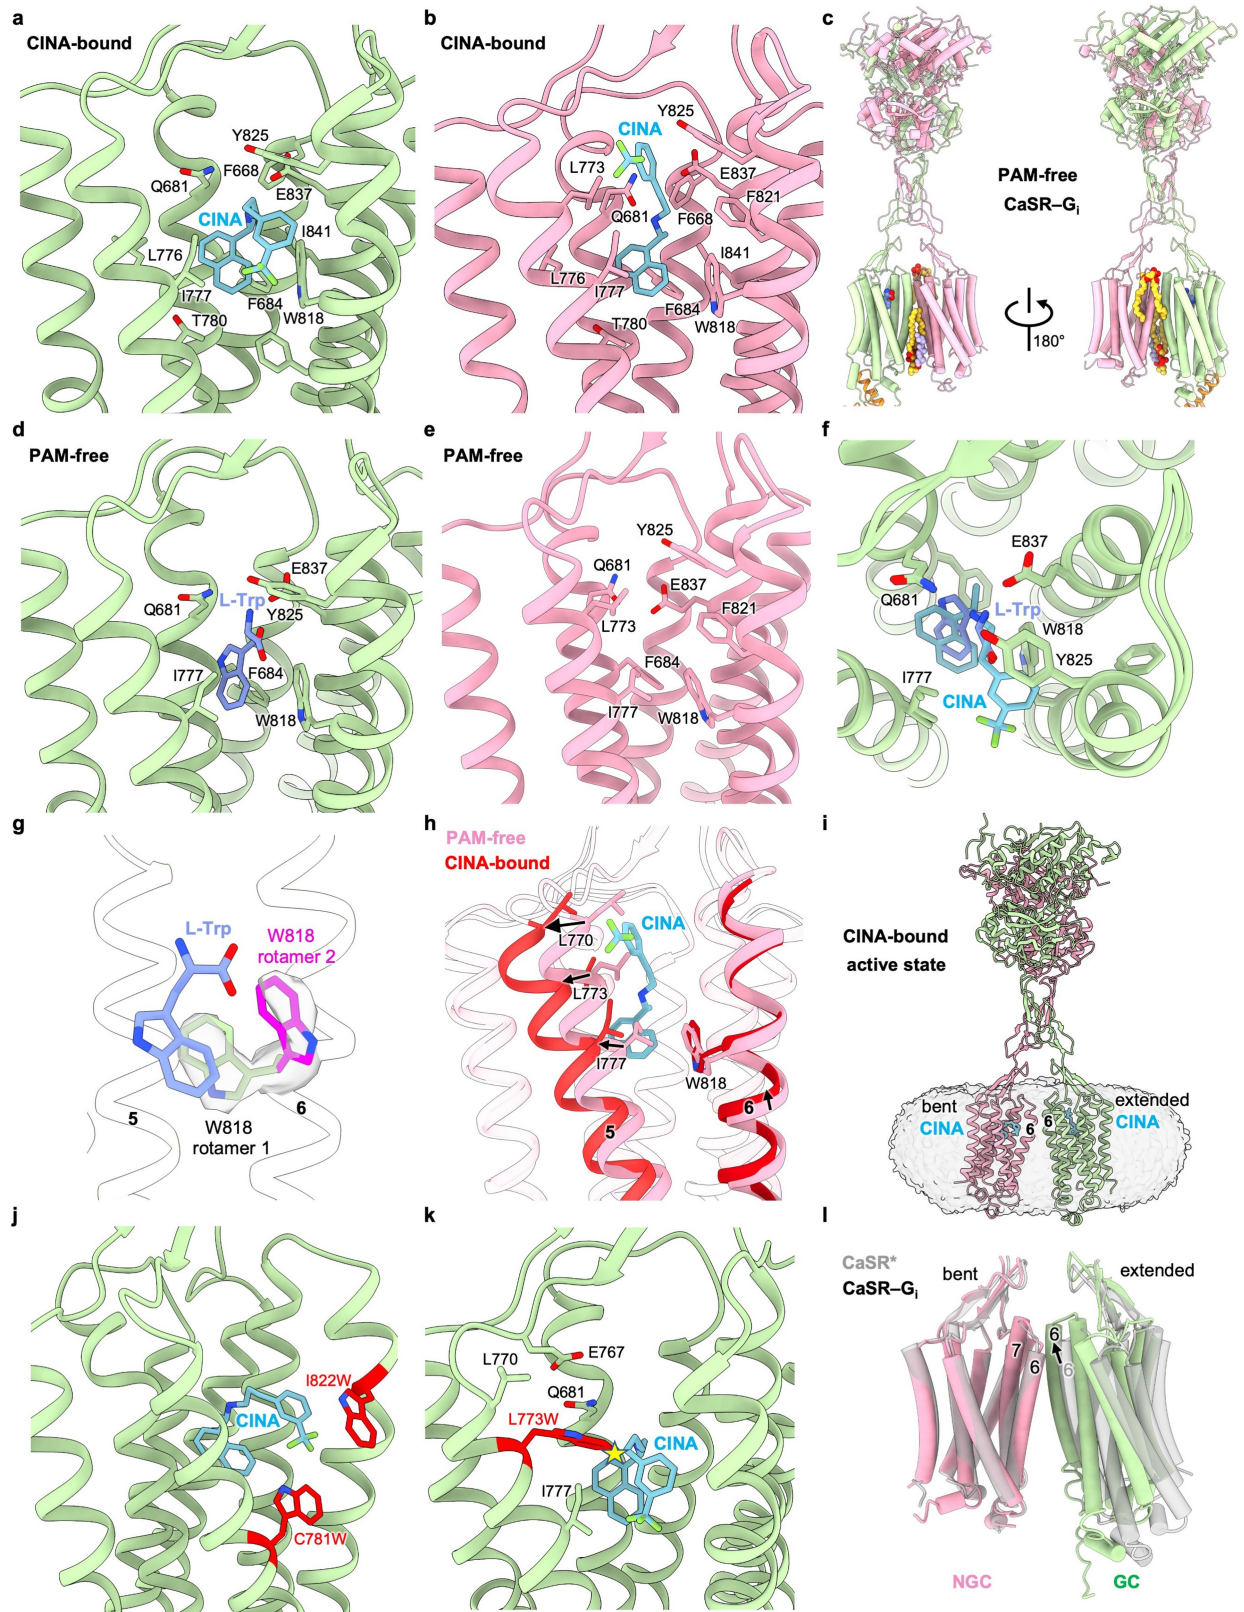 a
CINA-bound
Y825
F668
Q681
E837
CINA
I841
L776
I777
F684
T780
W818
b
CINA-bound
Y825
CINA
L773
E837
F821
Q681
F668
I841
L776
I777
F684
T780
W818
c
PAM-free
CaSR–Gi
180°
d
PAM-free
E837
L-Trp
Q681
Y825
I777
F684
W818
e
PAM-free
Y825
Q681
E837
L773
F821
F684
I777
W818
f
E837
Q681
L-Trp
W818
Y825
I777
CINA
g
L-Trp
W818
rotamer 2
5
6
W818
rotamer 1
h
PAM-free
CINA-bound
CINA
L770
L773
I777
W818
6
5
i
CINA-bound
active state
bent
extended
CINA
6
6
CINA
j
I822W
CINA
C781W
k
E767
L770
Q681
L773W
CINA
I777
l
CaSR*
CaSR–Gi
bent
extended
7
6
6
6
NGC
GC